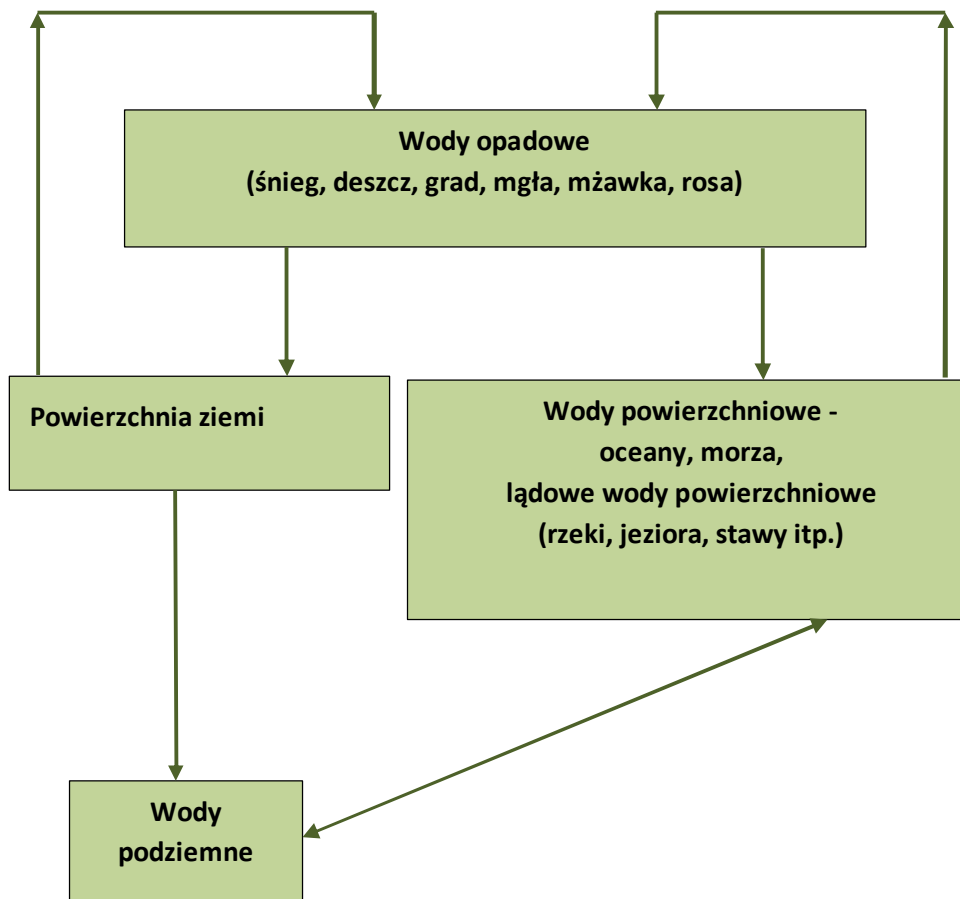 Wody opadowe
(śnieg, deszcz, grad, mgła, mżawka, rosa)
Powierzchnia ziemi
Wody powierzchniowe -
oceany, morza,
lądowe wody powierzchniowe
(rzeki, jeziora, stawy itp.)
Wody
podziemne